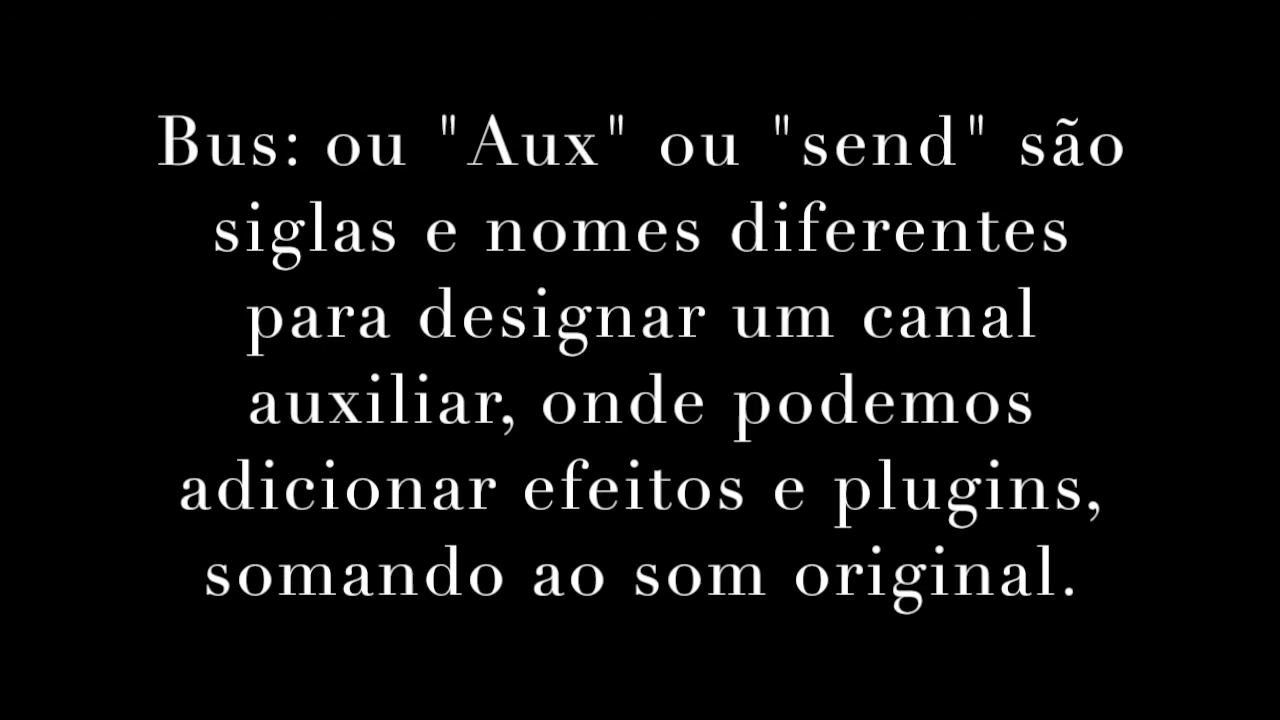 Bus: ou "Aux" ou "send" são
siglas e nomes diferentes
para designar um canal
auxiliar, onde podemos
adicionar efeitos e plugins,
somando ao som original.